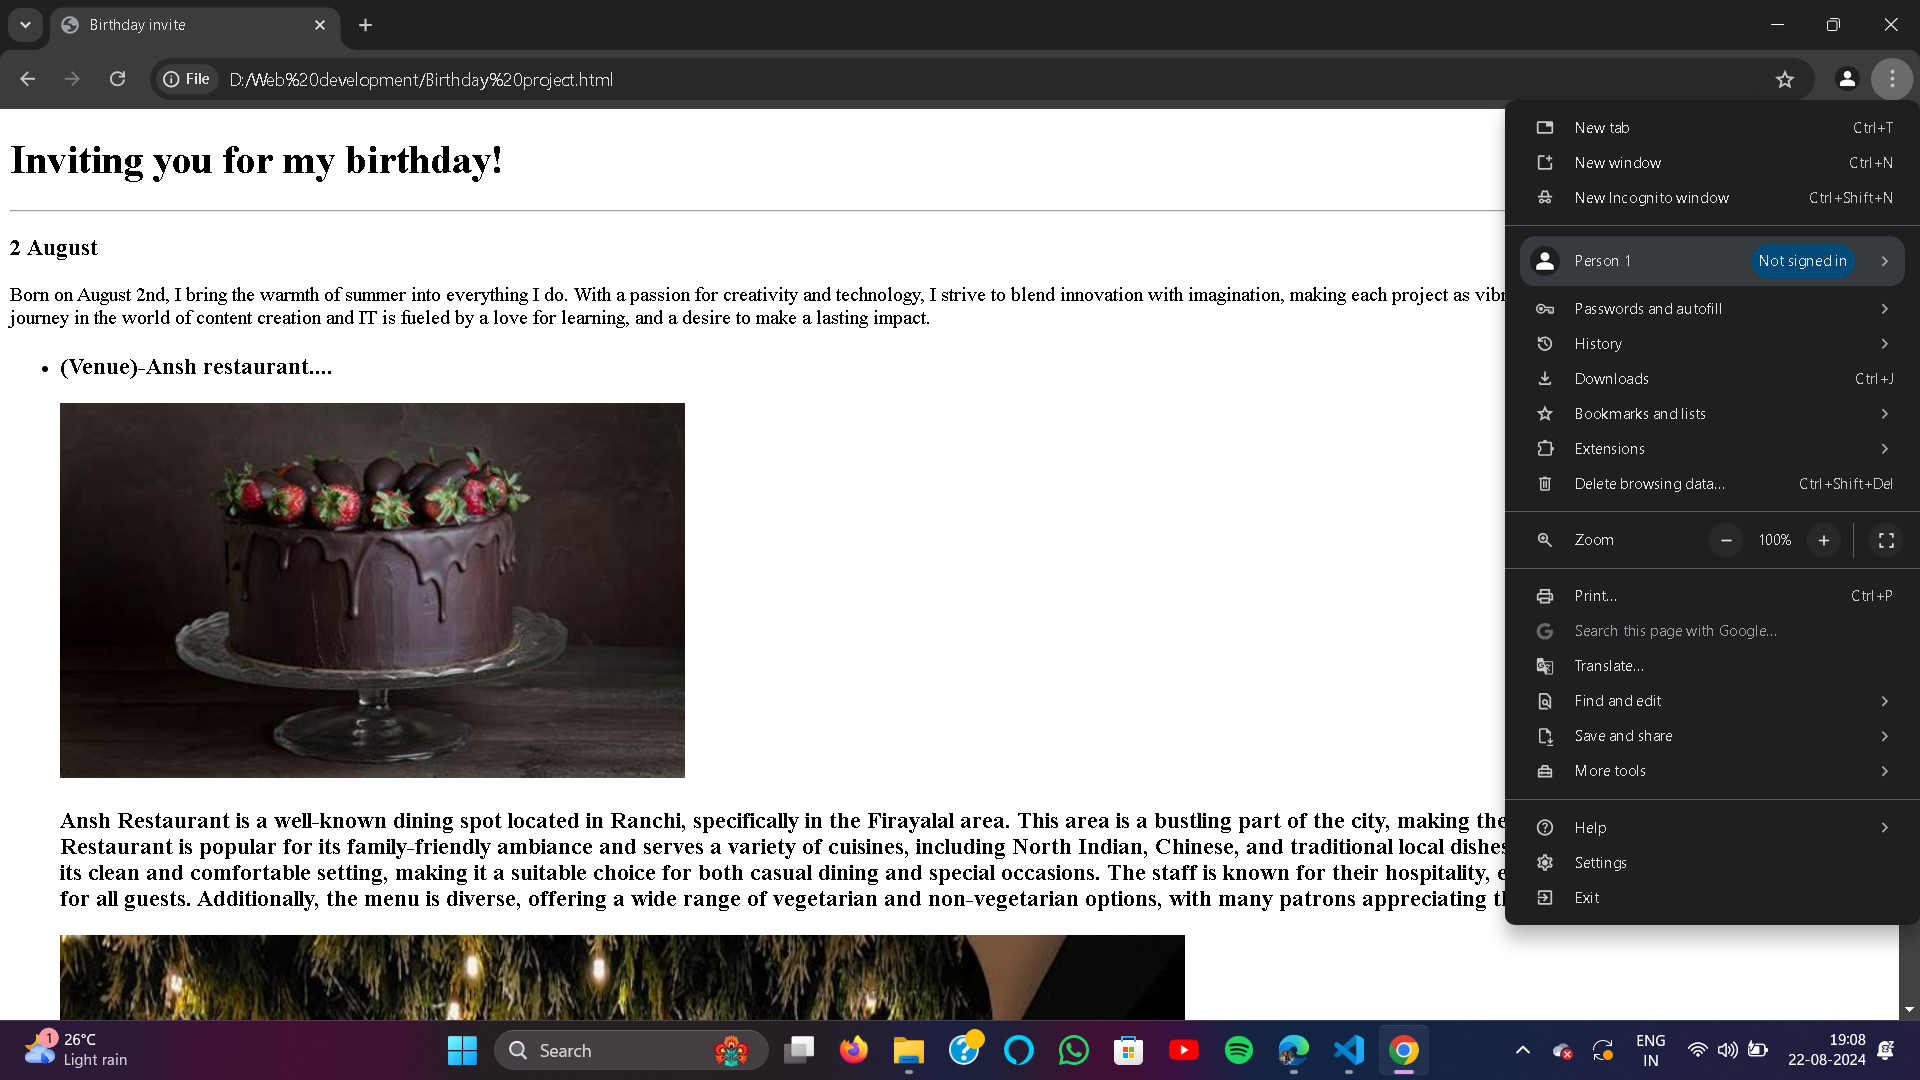 Birthday invite
File
D:/Web%20development/Birthday%20project.html
Inviting you for my birthday!
2 August
Born on August 2nd, I bring the warmth of summer into everything I do. With a passion for creativity and technology, I strive to blend innovation with imagination, making each project as
journey in the world of content creation and IT is fueled by a love for learning, and a desire to make a lasting impact.
(Venue)-Ansh restaurant....
Ansh Restaurant is a well-known dining spot located in Ranchi, specifically in the Firayalal area. This area is a bustling part of the city, making the
Restaurant is popular for its family-friendly ambiance and serves a variety of cuisines, including North Indian, Chinese, and traditional local dishes
its clean and comfortable setting, making it a suitable choice for both casual dining and special occasions. The staff is known for their hospitality,
for all guests. Additionally, the menu is diverse, offering a wide range of vegetarian and non-vegetarian options, with many patrons appreciating
New tab Ctrl+T
New window Ctrl+N
New Incognito window Ctrl+Shift+N
Person 1 Not signed in
Passwords and autofill
History
Downloads Ctrl+J
Bookmarks and lists
Extensions
Delete browsing data... Ctrl+Shift+Del
Zoom − 100% +
Print... Ctrl+P
G Search this page with Google...
Translate...
Find and edit
Save and share
More tools
Help
Settings
Exit
1
26°C
Light rain
Search
ENG
IN
19:08
22-08-2024